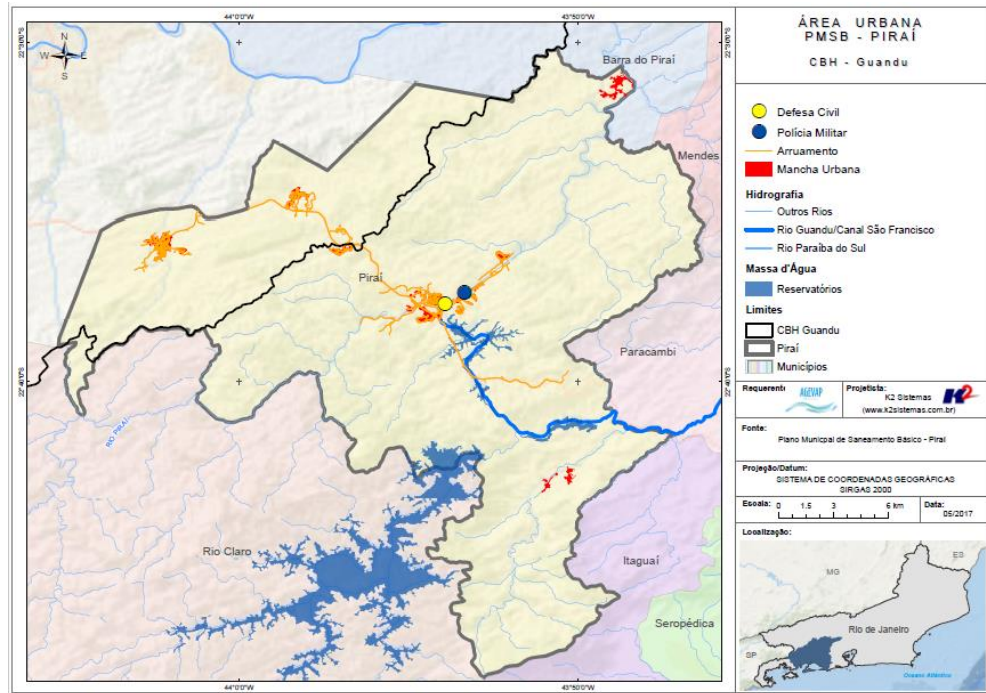 44°0'0"W
43°50'0"W
22°30'0"S
22°30'0"S
N
W
E
S
Barra do Piraí
Mendes
Piraí
Paracambi
22°40'0"S
22°40'0"S
RIO PIRAÍ
Rio Claro
Itaguaí
Seropédica
44°0'0"W
43°50'0"W
ÁREA URBANA
PMSB - PIRAÍ
CBH - Guandu
Defesa Civil
Polícia Militar
Arruamento
Mancha Urbana
Hidrografia
Outros Rios
Rio Guandu/Canal São Francisco
Rio Paraíba do Sul
Massa d'Água
Reservatórios
Limites
CBH Guandu
Piraí
Municípios
Requerente
AGEVAP
Projetista:
K2 Sistemas
(www.k2sistemas.com.br)
K2
Fonte:
Plano Municpal de Saneamento Básico - Piraí
Projeção/Datum:
SISTEMA DE COORDENADAS GEOGRÁFICAS
SIRGAS 2000
Escala: 0 1.5 3 6 km
Data:
05/2017
Localização:
MG
ES
Rio de Janeiro
SP
Oceano Atlântico